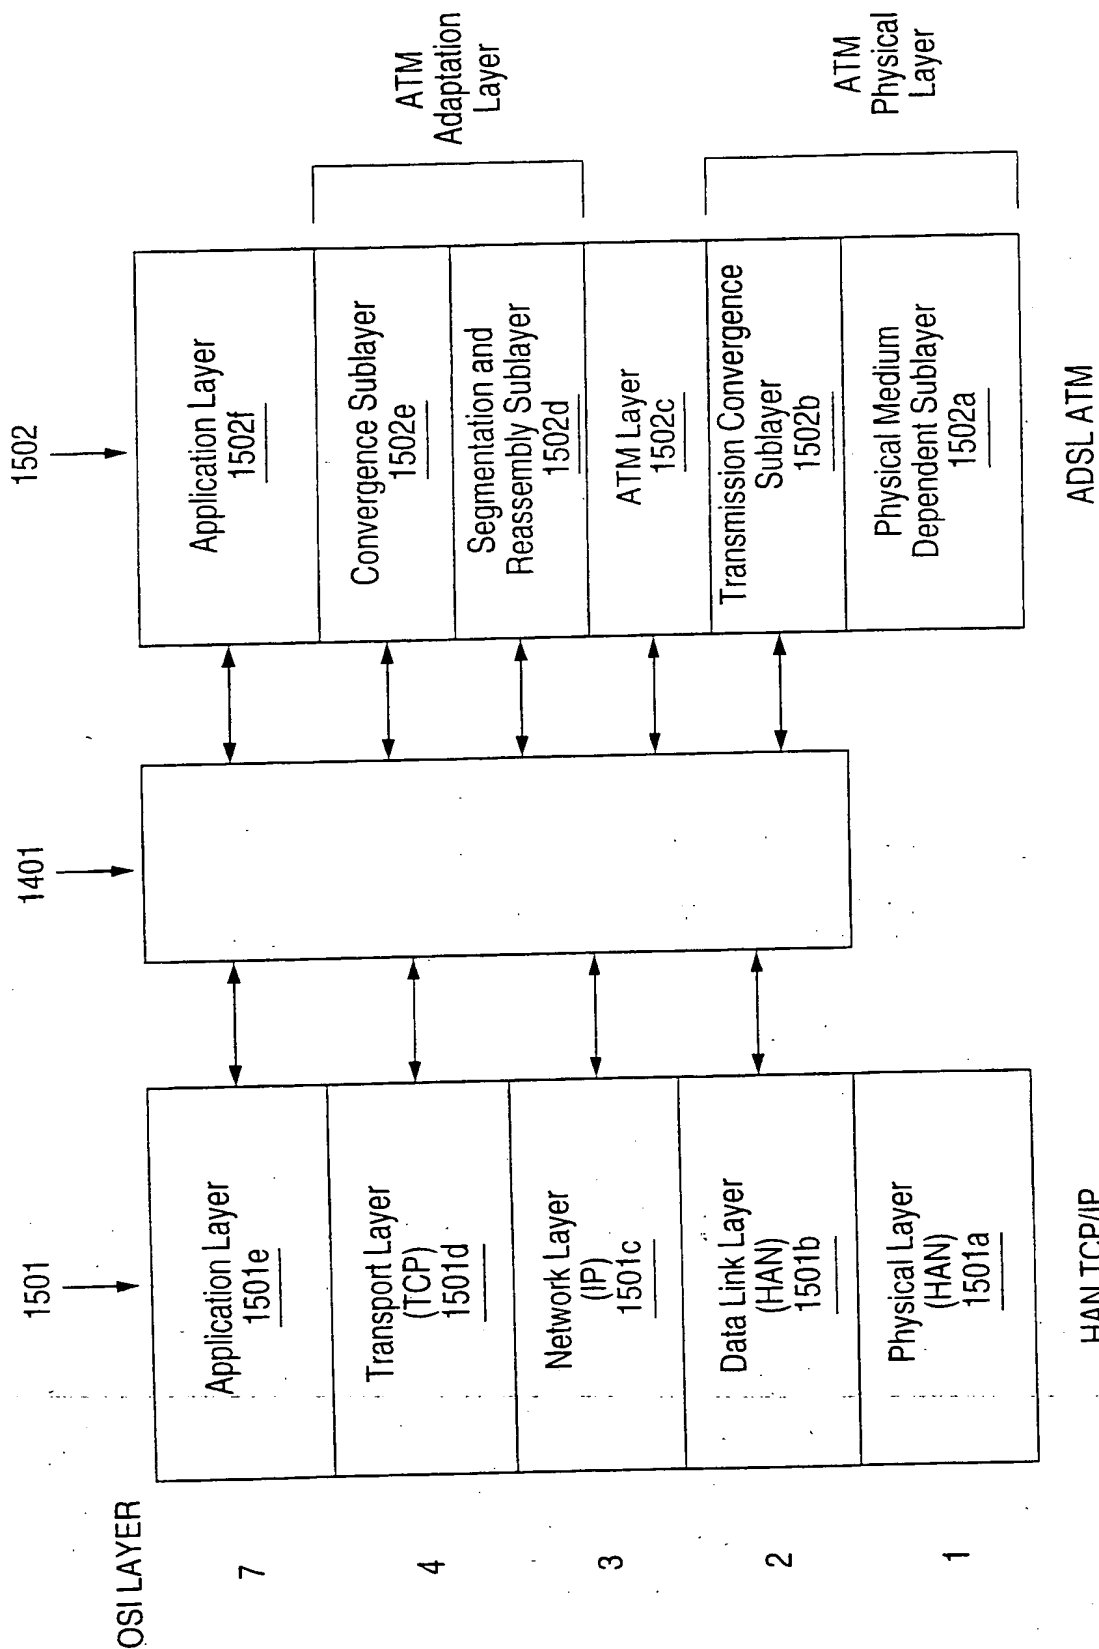 OSI LAYER
7
4
3
2
1
1501
Application Layer
1501e
Transport Layer
(TCP)
1501d
Network Layer
(IP)
1501c
Data Link Layer
(HAN)
1501b
Physical Layer
(HAN)
1501a
HAN TCP/IP
1401
1502
Application Layer
1502f
Convergence Sublayer
1502e
Segmentation and
Reassembly Sublayer
1502d
ATM Layer
1502c
Transmission Convergence
Sublayer
1502b
Physical Medium
Dependent Sublayer
1502a
ADSL ATM
ATM
Adaptation
Layer
ATM
Physical
Layer